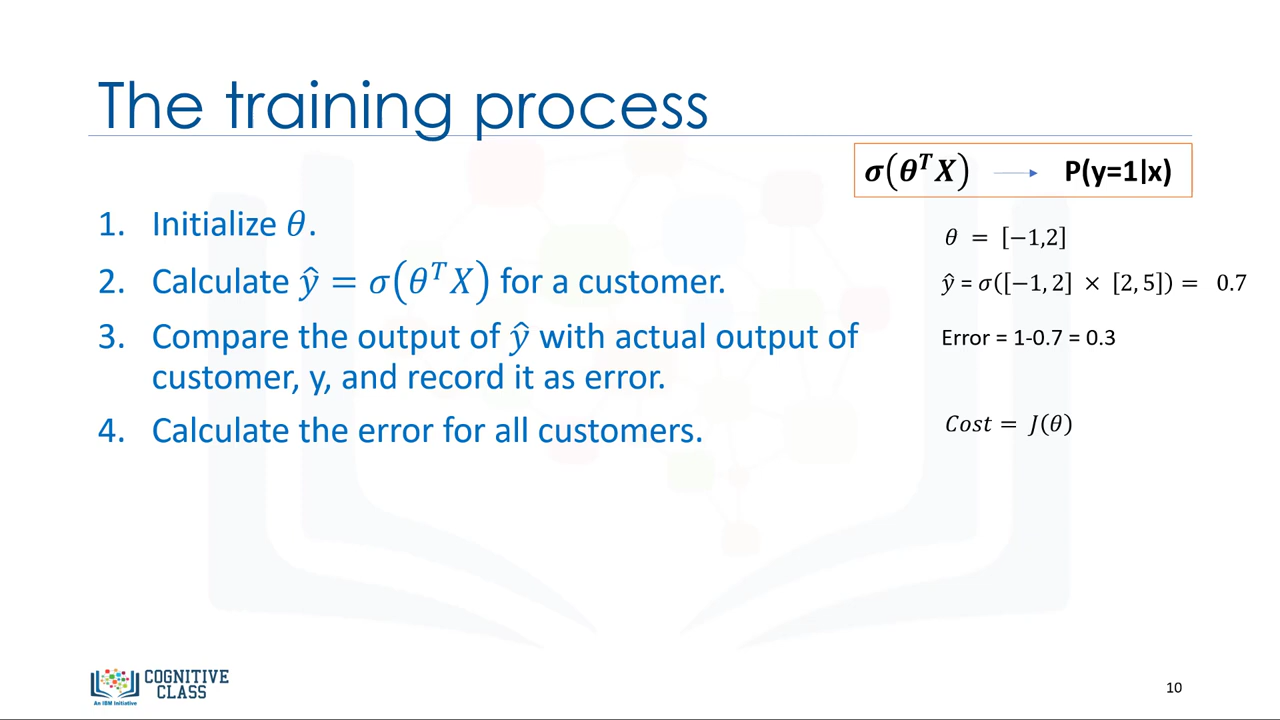 The training process
σ(θᵀX) → P(y=1|x)
1. Initialize θ.
θ = [−1,2]
2. Calculate ŷ = σ(θᵀX) for a customer.
ŷ = σ([−1, 2] × [2, 5]) = 0.7
3. Compare the output of ŷ with actual output of
customer, y, and record it as error.
Error = 1-0.7 = 0.3
4. Calculate the error for all customers.
Cost = J(θ)
COGNITIVE
CLASS
An IBM Initiative
10